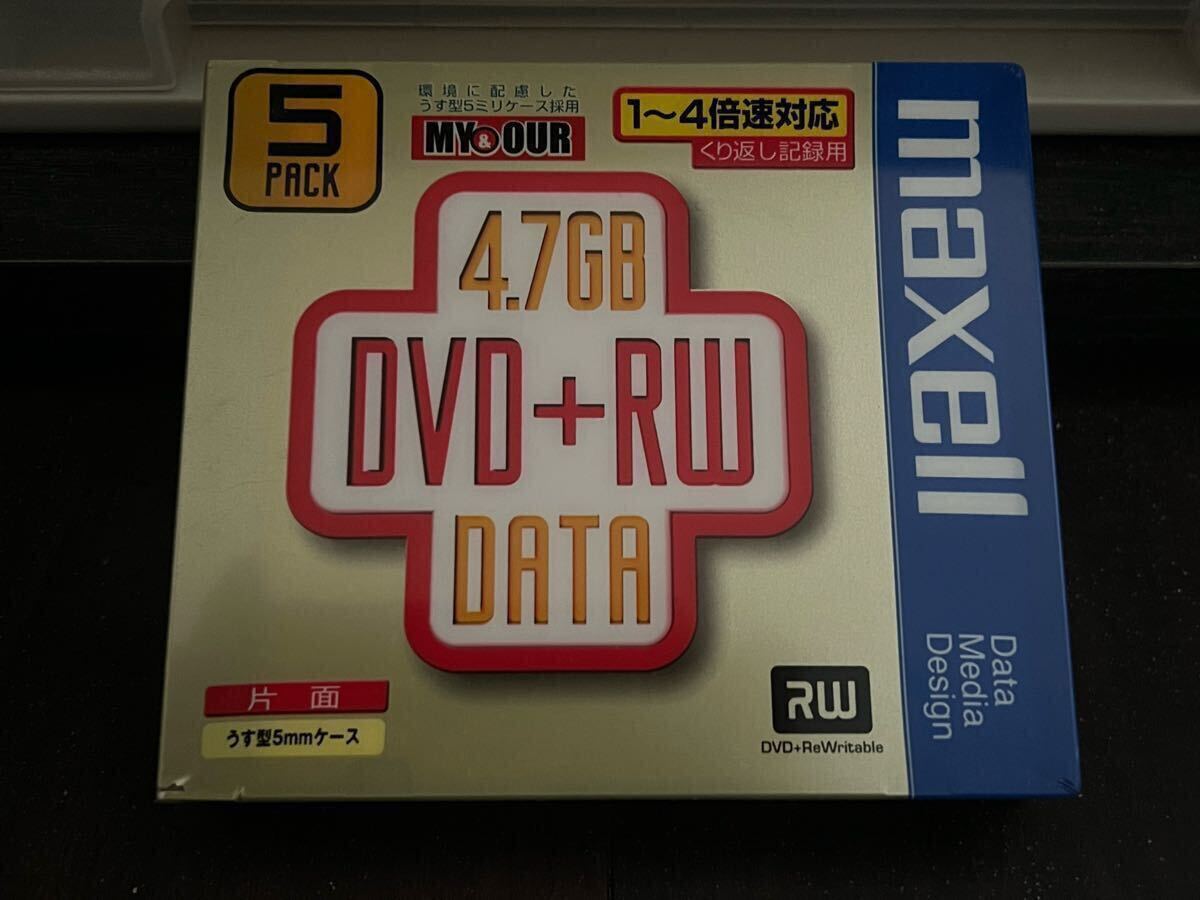 5
PACK
環境に配慮した
うす型5ミリケース採用
MY&OUR
1〜4倍速対応
くり返し記録用
4.7GB
DVD+RW
DATA
片面
うす型5mmケース
RW
DVD+ReWritable
maxell
Data
Media
Design